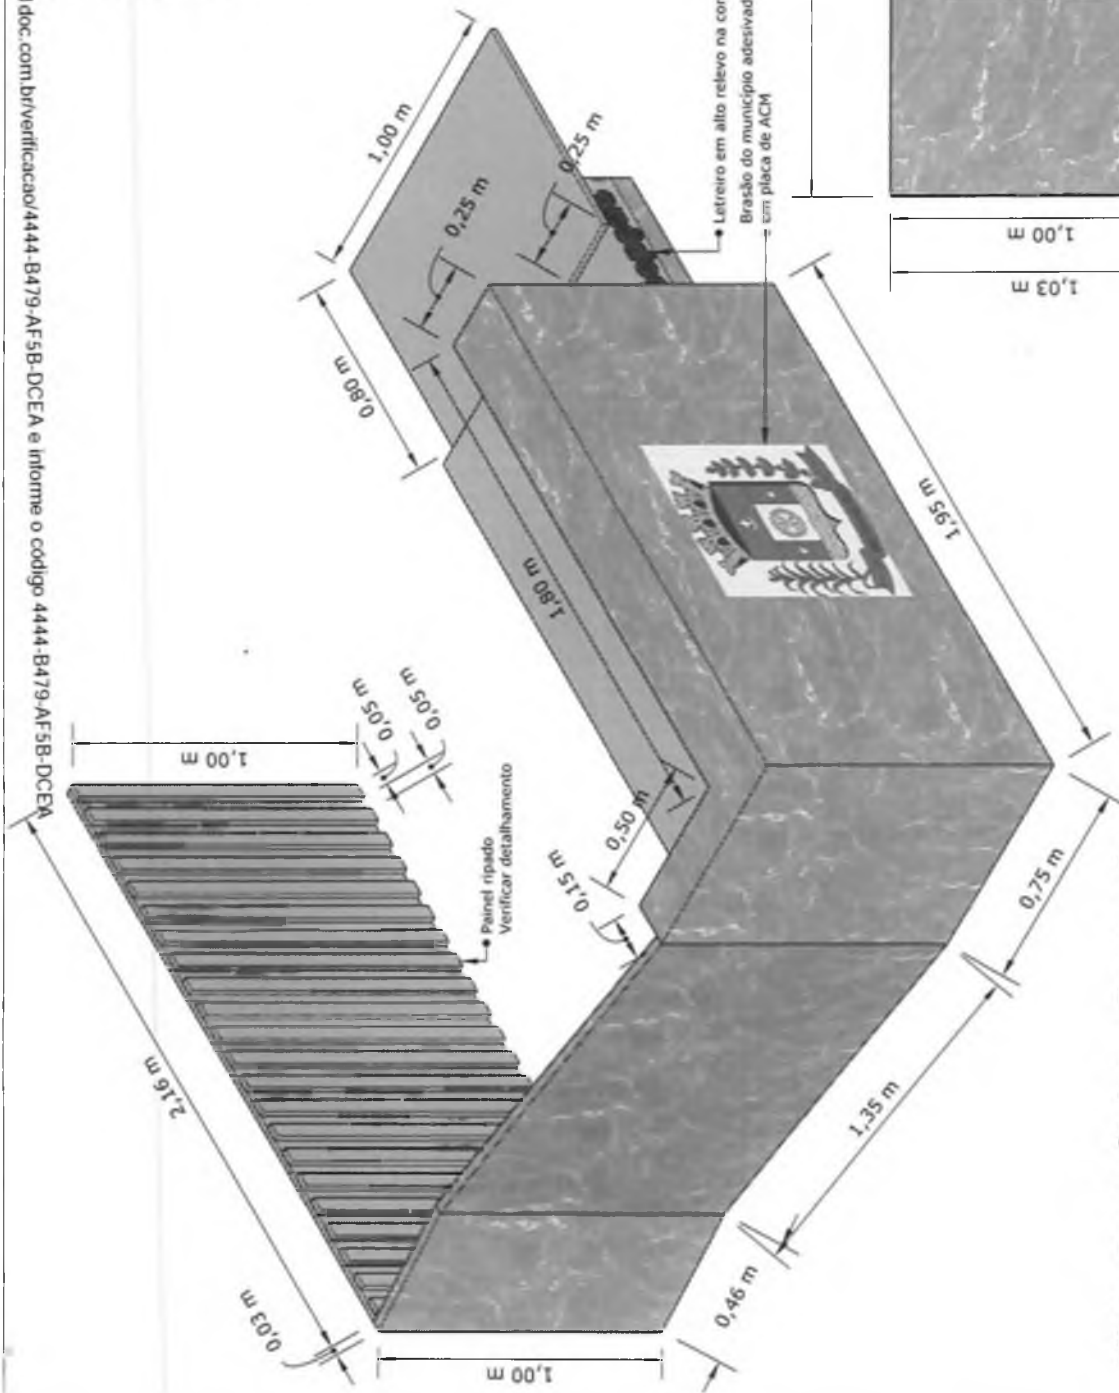 doc.com.br/verificacao/4444-B479-AF5B-DCEA e informe o código 4444-B479-AF5B-DCEA
1,00 m
0,25 m
0,25 m
0,80 m
Letreiro em alto relevo na cor
Brasão do município adesivad
em placa de ACM
1,00 m
1,03 m
1,80 m
1,95 m
1,00 m
0,05 m
0,05 m
Painel ripado
Verificar detalhamento
0,50 m
0,15 m
0,75 m
2,16 m
1,35 m
0,03 m
0,46 m
1,00 m